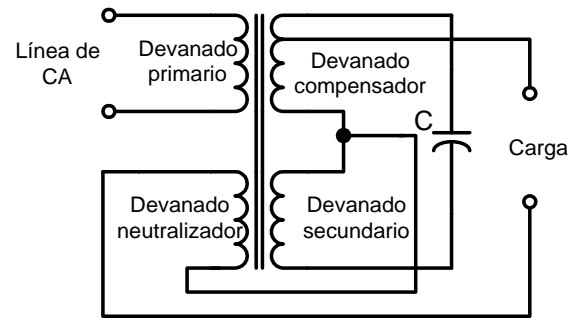 Línea de
CA
Devanado
primario
Devanado
compensador
C
Carga
Devanado
neutralizador
Devanado
secundario